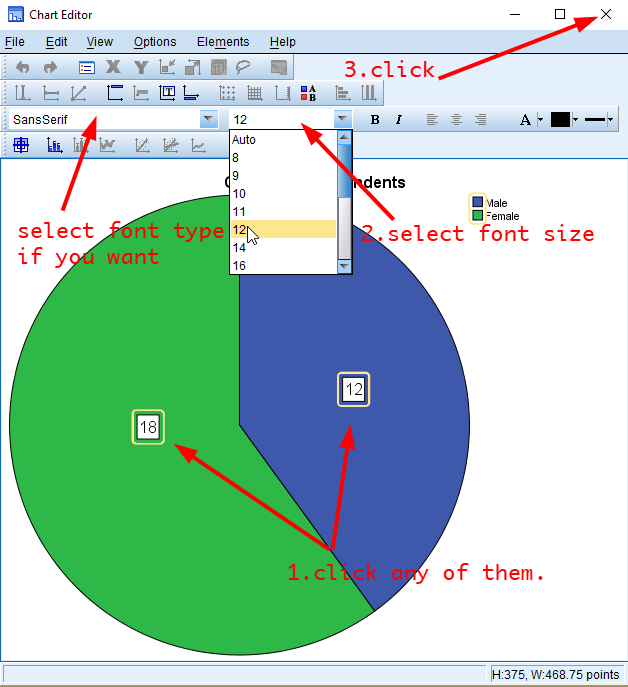 Chart Editor
File Edit View Options Elements Help
3.click
X Y
T
A
B
SansSerif 12 B I A
Auto
8
9
10
11
12
14
16
ndents
Male
Female
select font type
if you want
2.select font size
12
18
1.click any of them.
H:375, W:468.75 points